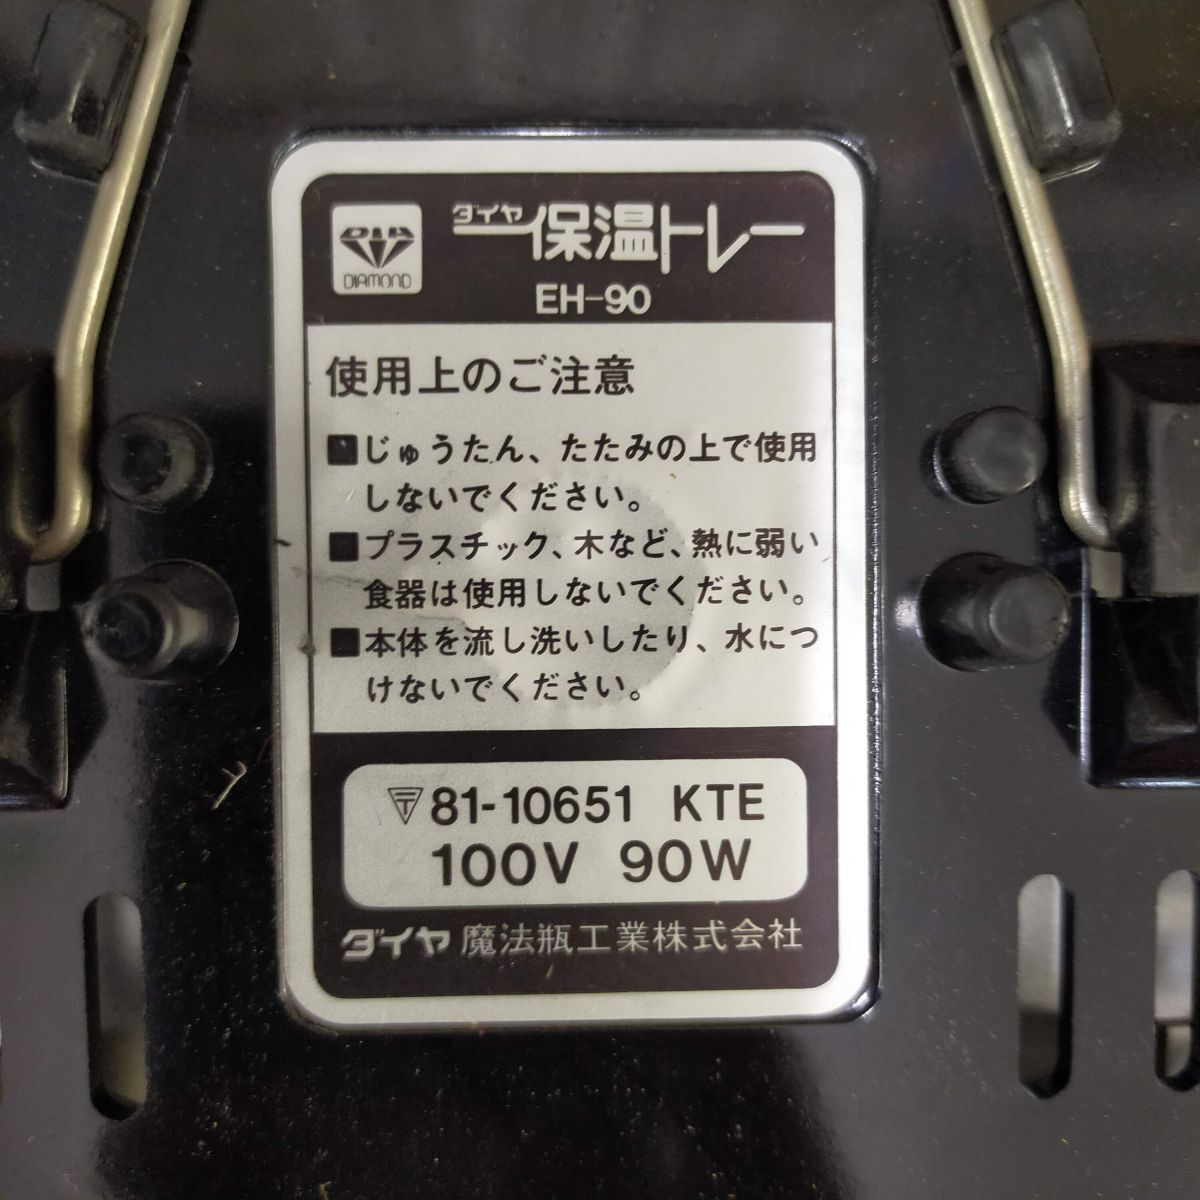 DIA
DIAMOND
ダイヤ
保温トレー
EH-90
使用上のご注意
■じゅうたん、たたみの上で使用
しないでください。
■プラスチック、木など、熱に弱い
食器は使用しないでください。
■本体を流し洗いしたり、水につ
けないでください。
〒81-10651 KTE
100V 90W
ダイヤ魔法瓶工業株式会社